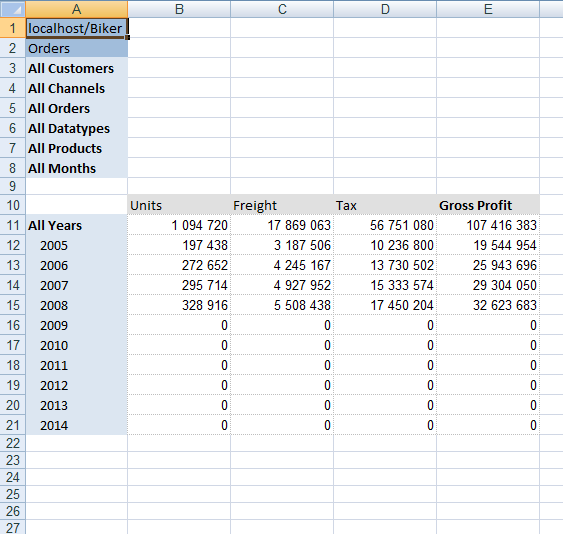 A B C D E
1 localhost/Biker
2 Orders
3 All Customers
4 All Channels
5 All Orders
6 All Datatypes
7 All Products
8 All Months
9
10 Units Freight Tax Gross Profit
11 All Years 1 094 720 17 869 063 56 751 080 107 416 383
12 2005 197 438 3 187 506 10 236 800 19 544 954
13 2006 272 652 4 245 167 13 730 502 25 943 696
14 2007 295 714 4 927 952 15 333 574 29 304 050
15 2008 328 916 5 508 438 17 450 204 32 623 683
16 2009 0 0 0 0
17 2010 0 0 0 0
18 2011 0 0 0 0
19 2012 0 0 0 0
20 2013 0 0 0 0
21 2014 0 0 0 0
22
23
24
25
26
27